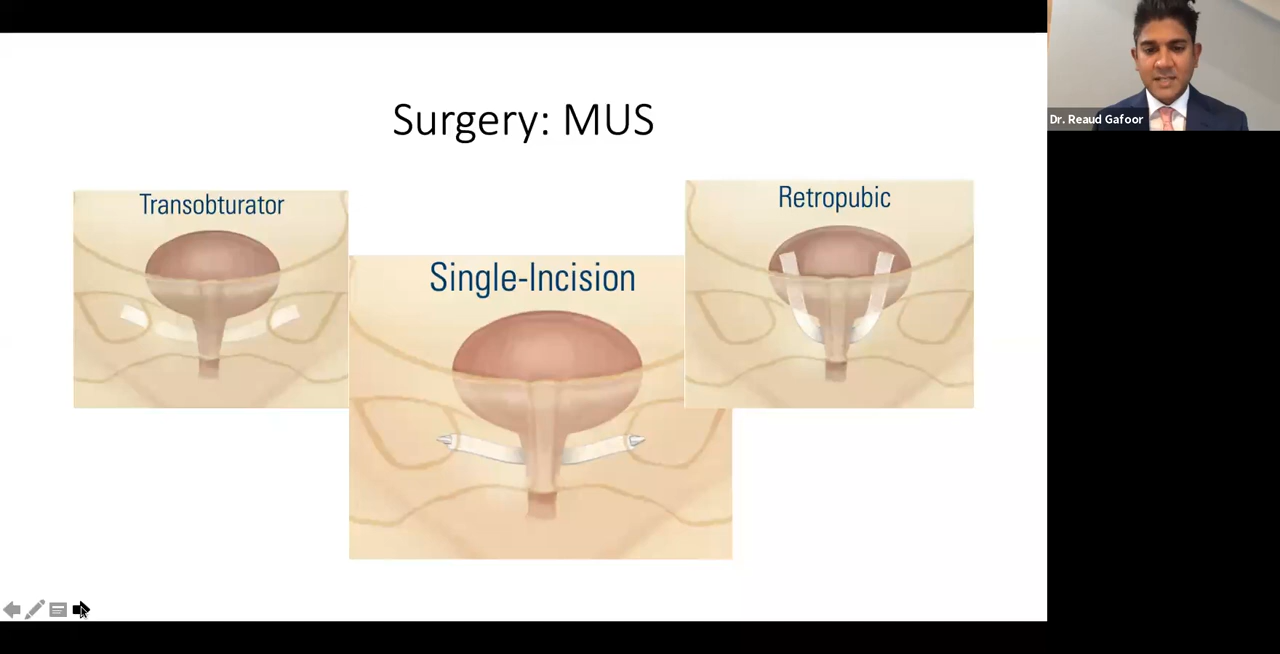 Surgery: MUS
Transobturator
Single-Incision
Retropubic
Dr. Reaud Gafoor